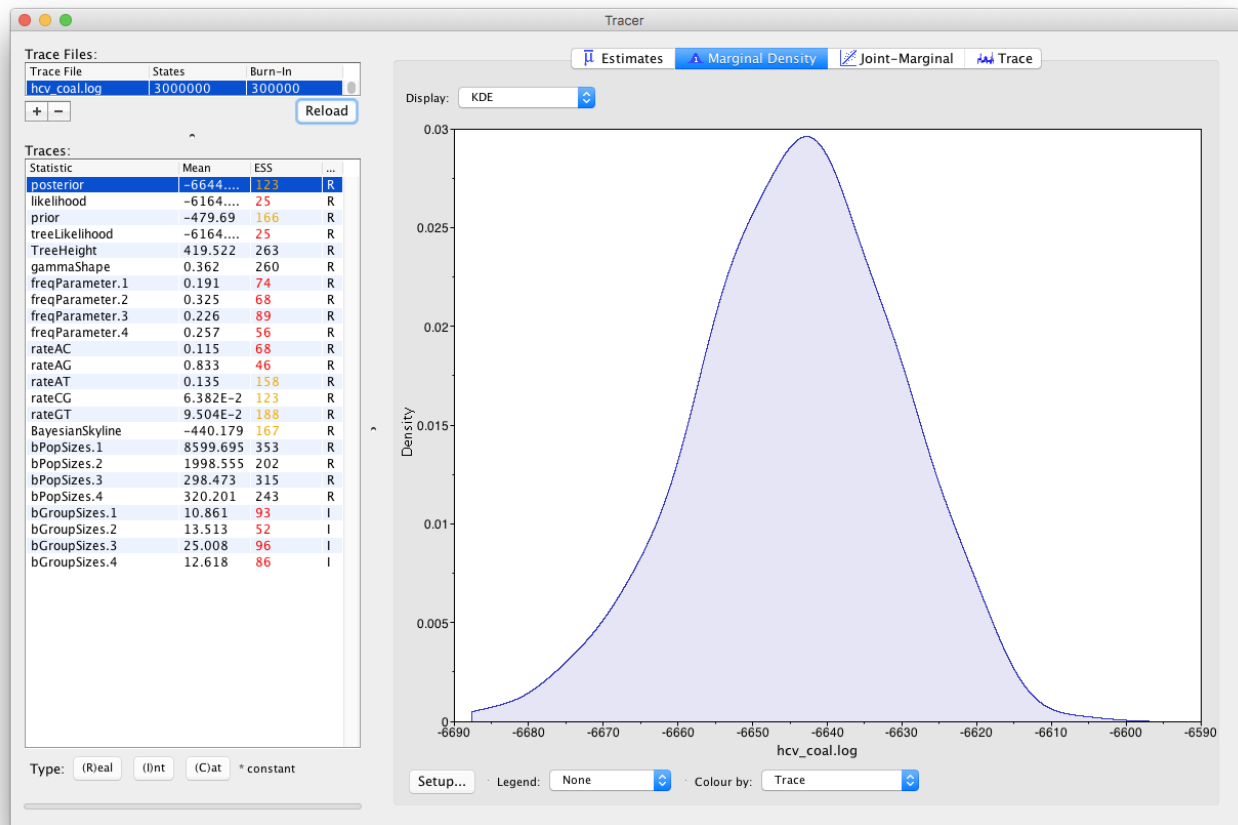 Tracer
Trace Files:
Trace File States Burn-In
hcv_coal.log 3000000 300000
+ −
Reload
Traces:
Statistic Mean ESS ...
posterior -6644.... 123 R
likelihood -6164.... 25 R
prior -479.69 166 R
treeLikelihood -6164.... 25 R
TreeHeight 419.522 263 R
gammaShape 0.362 260 R
freqParameter.1 0.191 74 R
freqParameter.2 0.325 68 R
freqParameter.3 0.226 89 R
freqParameter.4 0.257 56 R
rateAC 0.115 68 R
rateAG 0.833 46 R
rateAT 0.135 158 R
rateCG 6.382E-2 123 R
rateGT 9.504E-2 188 R
BayesianSkyline -440.179 167 R
bPopSizes.1 8599.695 353 R
bPopSizes.2 1998.555 202 R
bPopSizes.3 298.473 315 R
bPopSizes.4 320.201 243 R
bGroupSizes.1 10.861 93 I
bGroupSizes.2 13.513 52 I
bGroupSizes.3 25.008 96 I
bGroupSizes.4 12.618 86 I
Type: (R)eal (I)nt (C)at * constant
μ Estimates Marginal Density Joint-Marginal Trace
Display: KDE
0.03
0.025
0.02
0.015
0.01
0.005
0
Density
-6690 -6680 -6670 -6660 -6650 -6640 -6630 -6620 -6610 -6600 -6590
hcv_coal.log
Setup... Legend: None Colour by: Trace